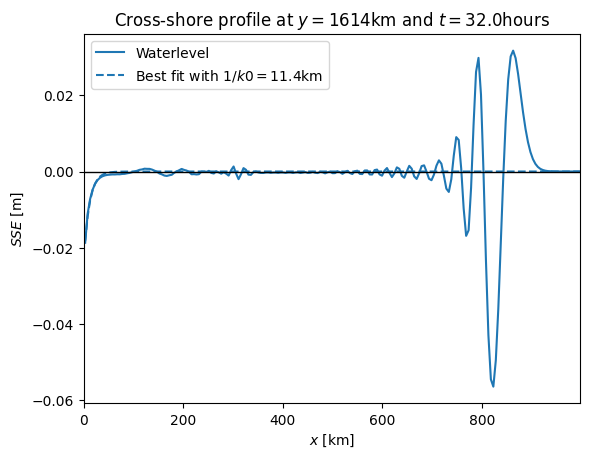 Cross-shore profile at y = 1614km and t = 32.0hours
Waterlevel
Best fit with 1/k0 = 11.4km
SSE [m]
0.02
0.00
−0.02
−0.04
−0.06
0 200 400 600 800
x [km]